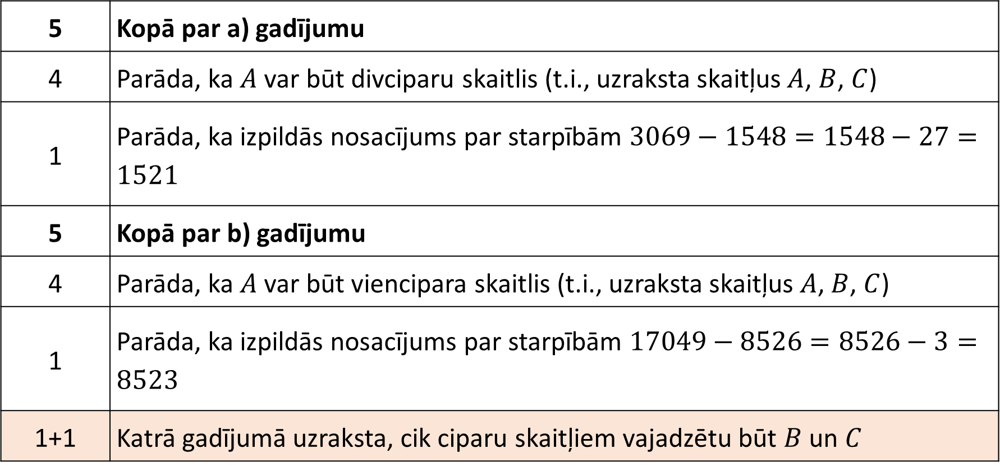 5 Kopā par a) gadījumu
4 Parāda, ka A var būt divciparu skaitlis (t.i., uzraksta skaitļus A, B, C)
1 Parāda, ka izpildās nosacījums par starpībām 3069 − 1548 = 1548 − 27 =
1521
5 Kopā par b) gadījumu
4 Parāda, ka A var būt viencipara skaitlis (t.i., uzraksta skaitļus A, B, C)
1 Parāda, ka izpildās nosacījums par starpībām 17049 − 8526 = 8526 − 3 =
8523
1+1 Katrā gadījumā uzraksta, cik ciparu skaitļiem vajadzētu būt B un C